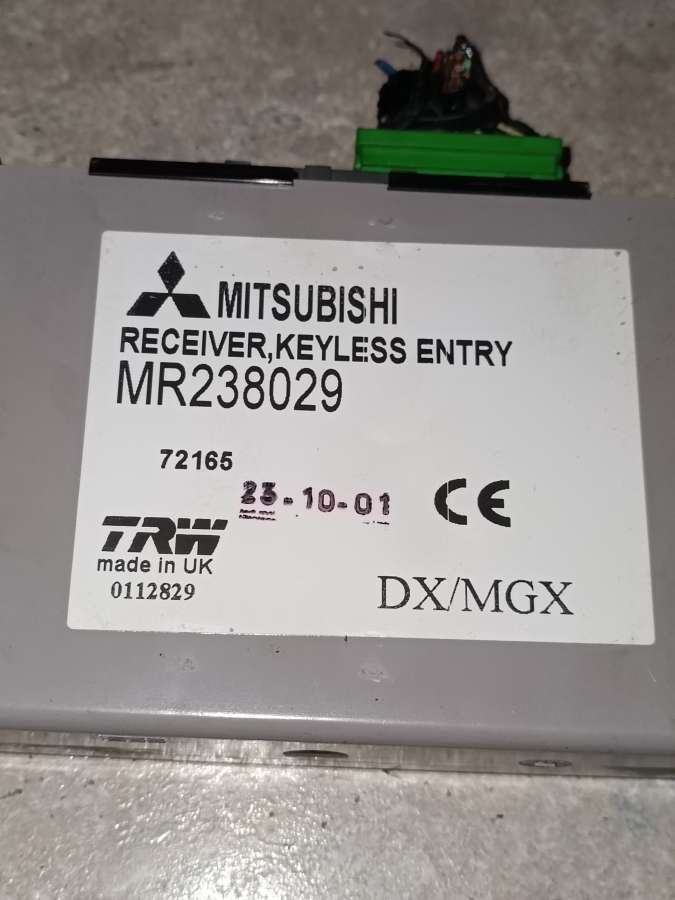 MITSUBISHI
RECEIVER,KEYLESS ENTRY
MR238029
72165
23-10-01
CE
TRW
made in UK
0112829
DX/MGX